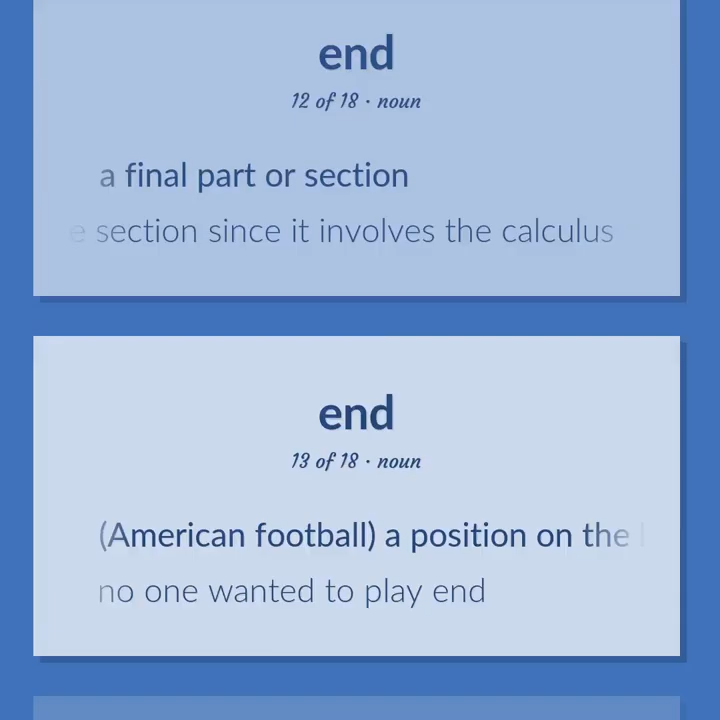 end
12 of 18 · noun
a final part or section
section since it involves the calculus
end
13 of 18 · noun
(American football) a position on the
no one wanted to play end